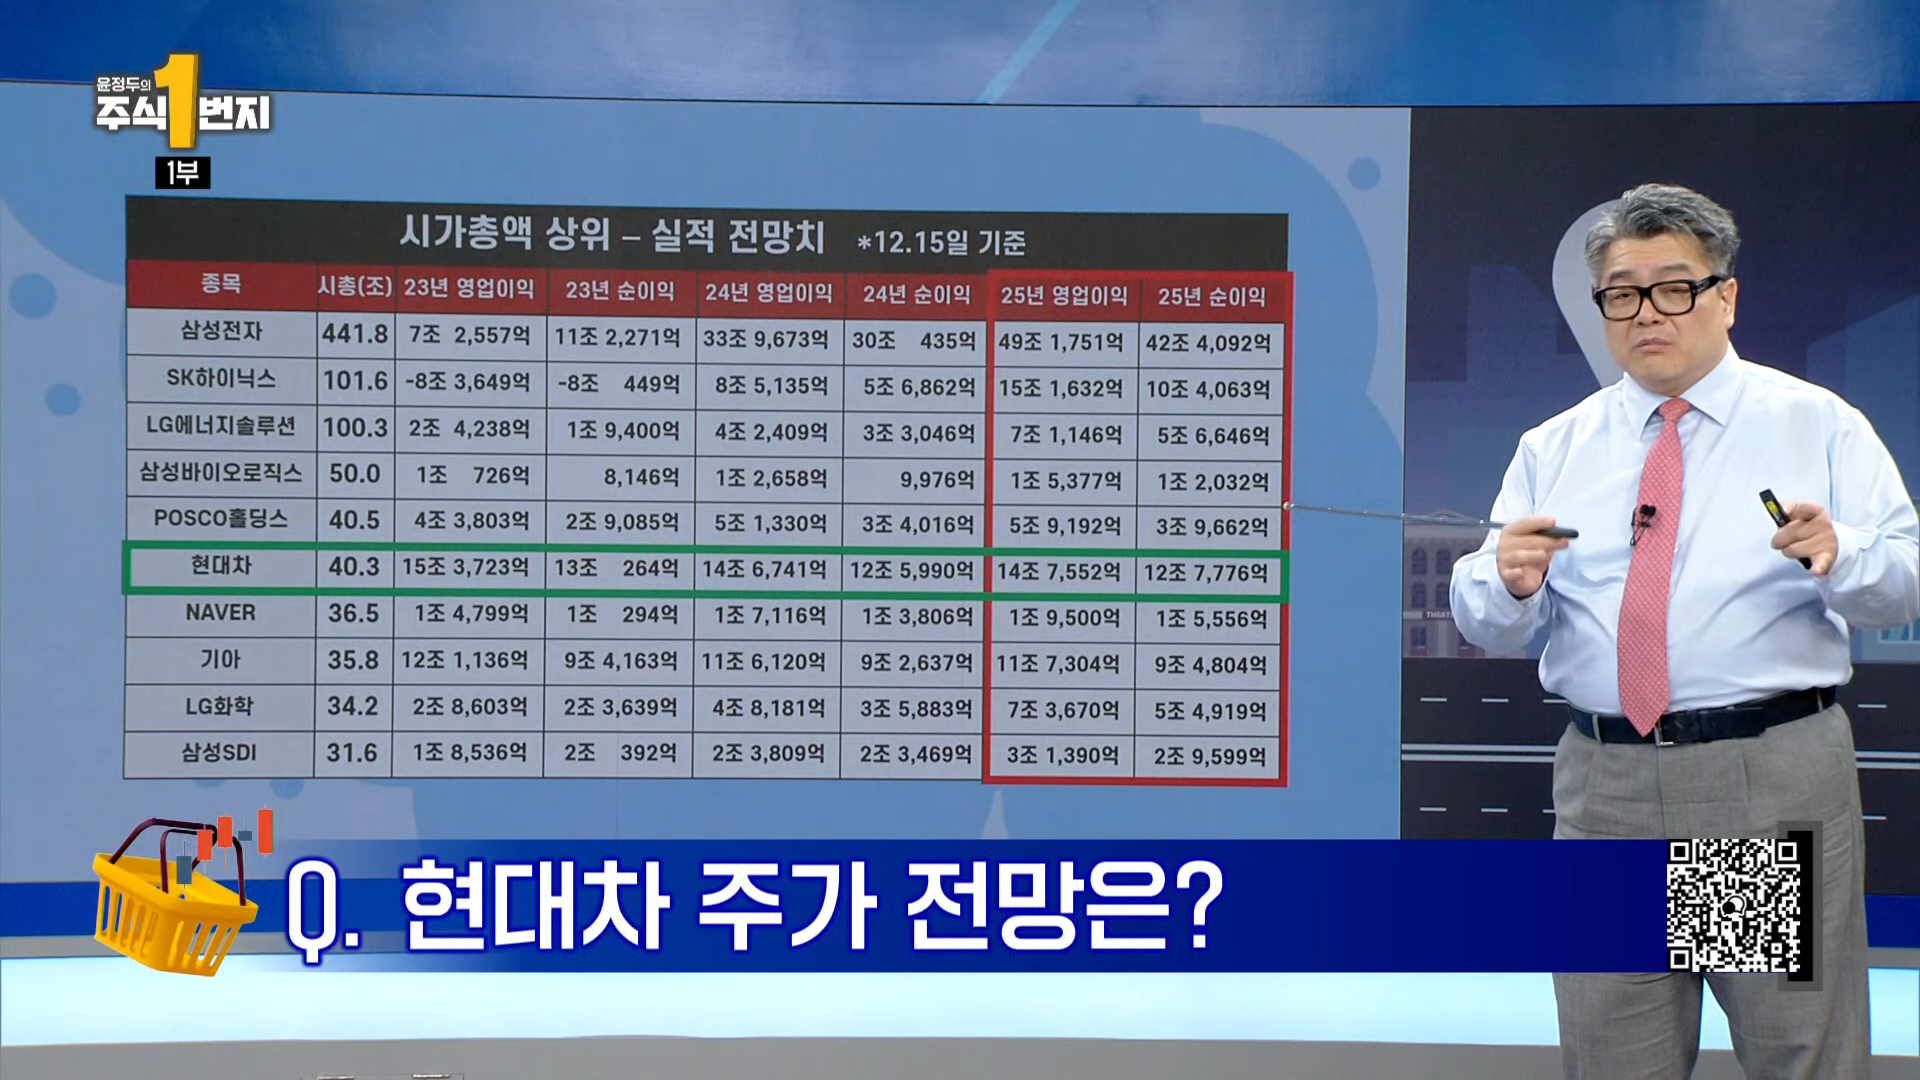 윤정두의
주식1번지
1부
시가총액 상위 – 실적 전망치 *12.15일 기준
종목 시총(조) 23년 영업이익 23년 순이익 24년 영업이익 24년 순이익 25년 영업이익 25년 순이익
삼성전자 441.8 7조 2,557억 11조 2,271억 33조 9,673억 30조 435억 49조 1,751억 42조 4,092억
SK하이닉스 101.6 -8조 3,649억 -8조 449억 8조 5,135억 5조 6,862억 15조 1,632억 10조 4,063억
LG에너지솔루션 100.3 2조 4,238억 1조 9,400억 4조 2,409억 3조 3,046억 7조 1,146억 5조 6,646억
삼성바이오로직스 50.0 1조 726억 8,146억 1조 2,658억 9,976억 1조 5,377억 1조 2,032억
POSCO홀딩스 40.5 4조 3,803억 2조 9,085억 5조 1,330억 3조 4,016억 5조 9,192억 3조 9,662억
현대차 40.3 15조 3,723억 13조 264억 14조 6,741억 12조 5,990억 14조 7,552억 12조 7,776억
NAVER 36.5 1조 4,799억 1조 294억 1조 7,116억 1조 3,806억 1조 9,500억 1조 5,556억
기아 35.8 12조 1,136억 9조 4,163억 11조 6,120억 9조 2,637억 11조 7,304억 9조 4,804억
LG화학 34.2 2조 8,603억 2조 3,639억 4조 8,181억 3조 5,883억 7조 3,670억 5조 4,919억
삼성SDI 31.6 1조 8,536억 2조 392억 2조 3,809억 2조 3,469억 3조 1,390억 2조 9,599억
Q. 현대차 주가 전망은?